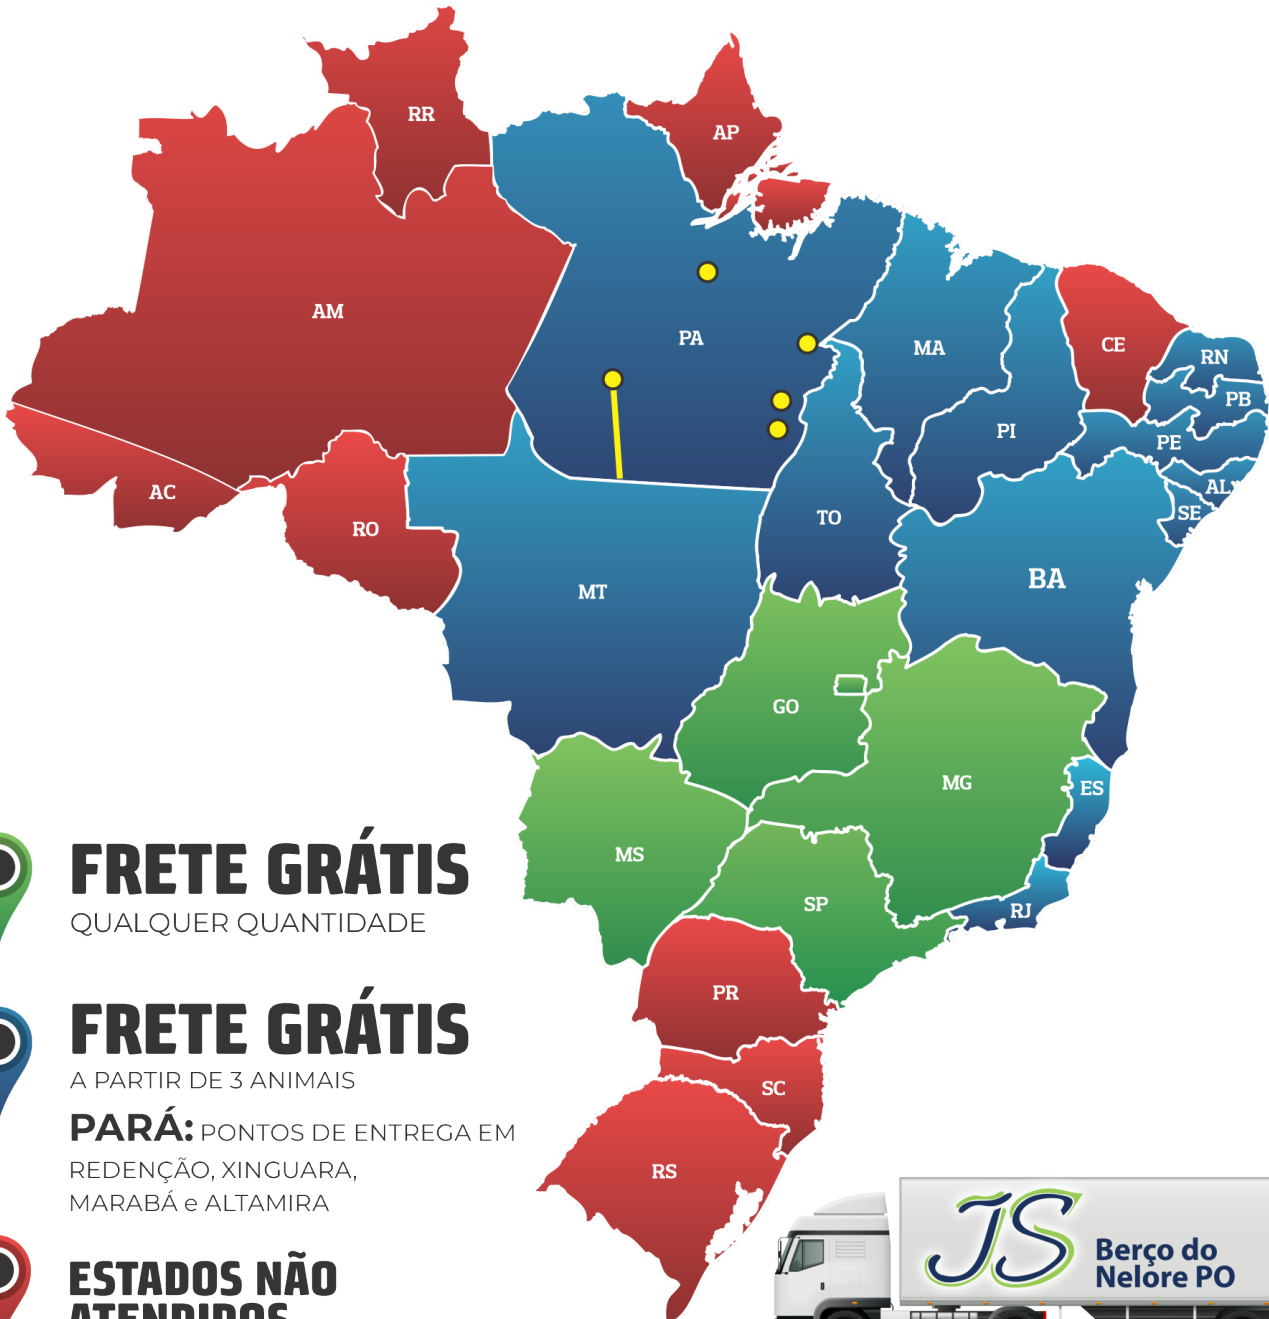 RR
AP
AM
PA
MA
CE
RN
PB
PI
PE
AL
SE
AC
RO
TO
MT
BA
GO
MG
ES
MS
SP
RJ
PR
SC
RS
FRETE GRÁTIS
QUALQUER QUANTIDADE
FRETE GRÁTIS
A PARTIR DE 3 ANIMAIS
PARÁ: PONTOS DE ENTREGA EM
REDENÇÃO, XINGUARA,
MARABÁ e ALTAMIRA
ESTADOS NÃO
ATENDIDOS
JS
Berço do
Nelore PO